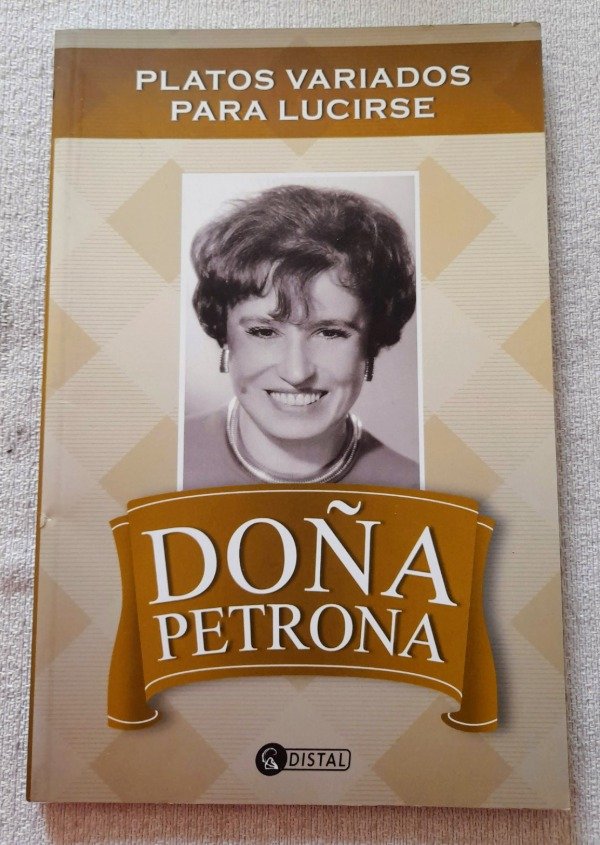 PLATOS VARIADOS
PARA LUCIRSE
DOÑA
PETRONA
DISTAL